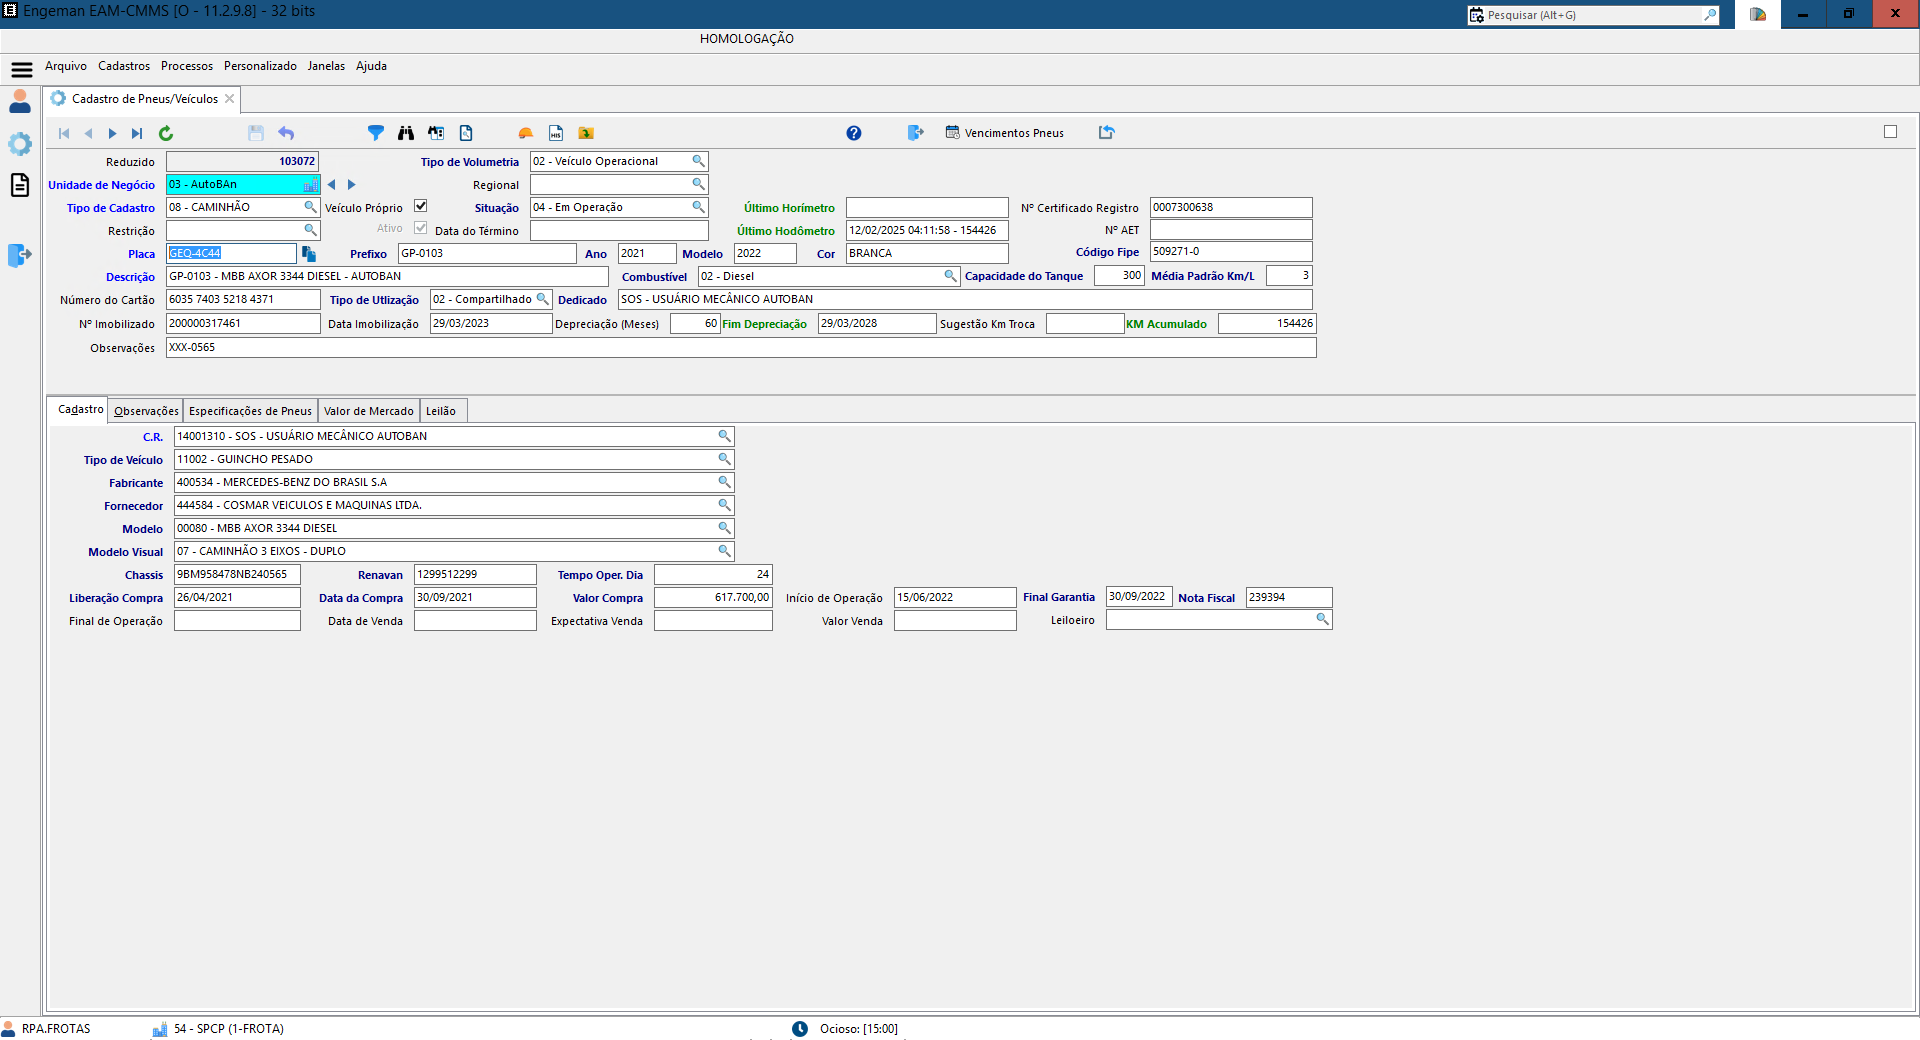 Engeman EAM-CMMS [O - 11.2.9.8] - 32 bits
Pesquisar (Alt+G)
HOMOLOGAÇÃO
Arquivo Cadastros Processos Personalizado Janelas Ajuda
Cadastro de Pneus/Veículos
HIS
Vencimentos Pneus
Reduzido 103072 Tipo de Volumetria 02 - Veículo Operacional
Unidade de Negócio 03 - AutoBAn Regional
Tipo de Cadastro 08 - CAMINHÃO Veículo Próprio Situação 04 - Em Operação Último Horímetro Nº Certificado Registro 0007300638
Restrição Ativo Data do Término Último Hodômetro 12/02/2025 04:11:58 - 154426 Nº AET
Placa GEQ-4C44 Prefixo GP-0103 Ano 2021 Modelo 2022 Cor BRANCA Código Fipe 509271-0
Descrição GP-0103 - MBB AXOR 3344 DIESEL - AUTOBAN Combustível 02 - Diesel Capacidade do Tanque 300 Média Padrão Km/L 3
Número do Cartão 6035 7403 5218 4371 Tipo de Utlização 02 - Compartilhado Dedicado SOS - USUÁRIO MECÂNICO AUTOBAN
Nº Imobilizado 200000317461 Data Imobilização 29/03/2023 Depreciação (Meses) 60 Fim Depreciação 29/03/2028 Sugestão Km Troca KM Acumulado 154426
Observações XXX-0565
Cadastro Observações Especificações de Pneus Valor de Mercado Leilão
C.R. 14001310 - SOS - USUÁRIO MECÂNICO AUTOBAN
Tipo de Veículo 11002 - GUINCHO PESADO
Fabricante 400534 - MERCEDES-BENZ DO BRASIL S.A
Fornecedor 444584 - COSMAR VEICULOS E MAQUINAS LTDA.
Modelo 00080 - MBB AXOR 3344 DIESEL
Modelo Visual 07 - CAMINHÃO 3 EIXOS - DUPLO
Chassis 9BM958478NB240565 Renavan 1299512299 Tempo Oper. Dia 24
Liberação Compra 26/04/2021 Data da Compra 30/09/2021 Valor Compra 617.700,00 Início de Operação 15/06/2022 Final Garantia 30/09/2022 Nota Fiscal 239394
Final de Operação Data de Venda Expectativa Venda Valor Venda Leiloeiro
RPA.FROTAS 54 - SPCP (1-FROTA) Ocioso: [15:00]